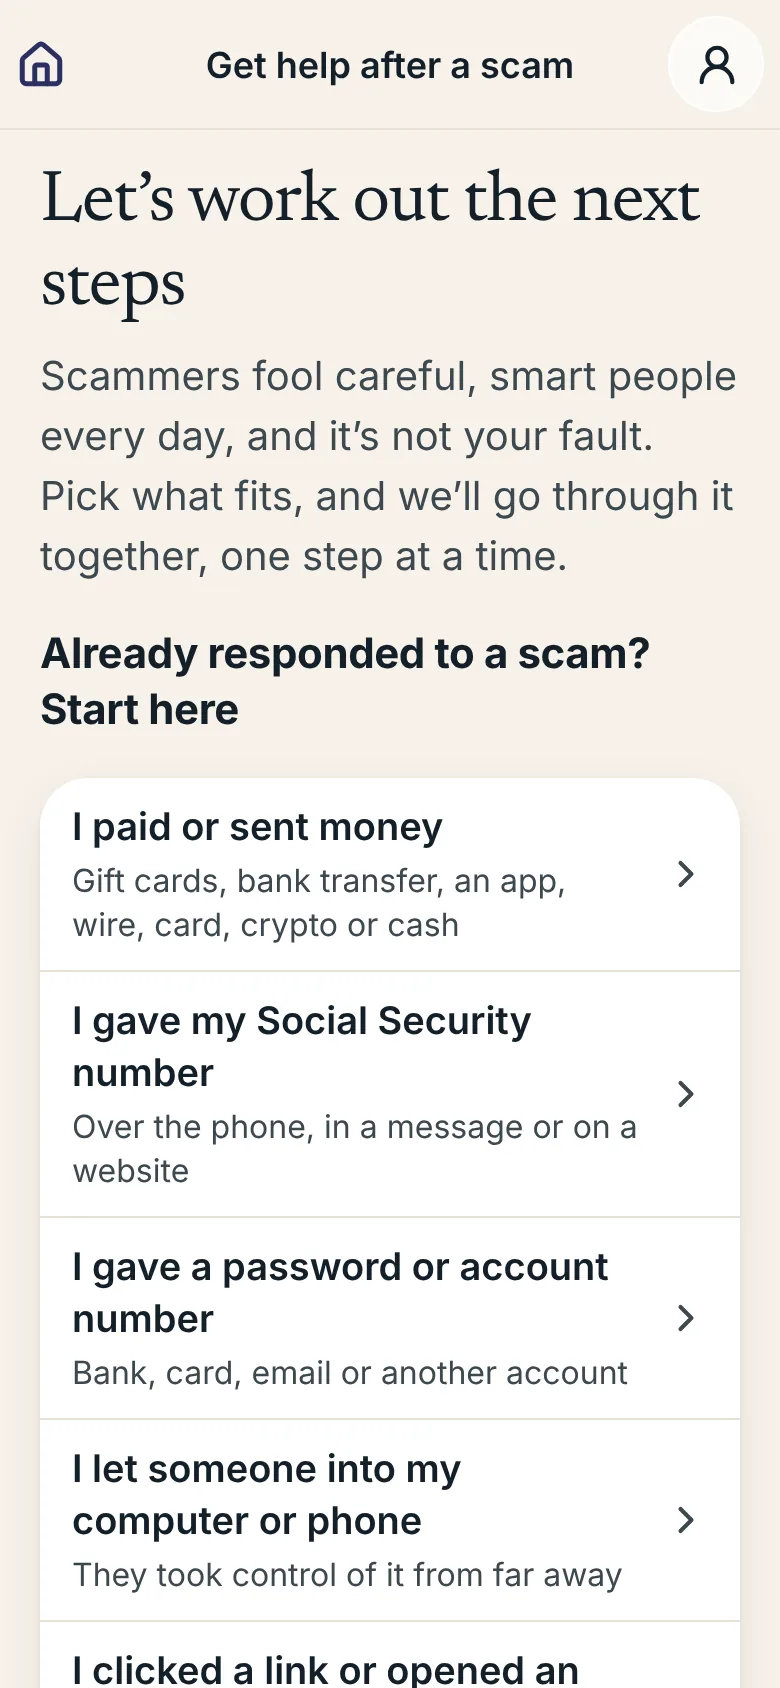 Get help after a scam
Let’s work out the next
steps
Scammers fool careful, smart people
every day, and it’s not your fault.
Pick what fits, and we’ll go through it
together, one step at a time.
Already responded to a scam?
Start here
I paid or sent money
Gift cards, bank transfer, an app,
wire, card, crypto or cash
I gave my Social Security
number
Over the phone, in a message or on a
website
I gave a password or account
number
Bank, card, email or another account
I let someone into my
computer or phone
They took control of it from far away
I clicked a link or opened an